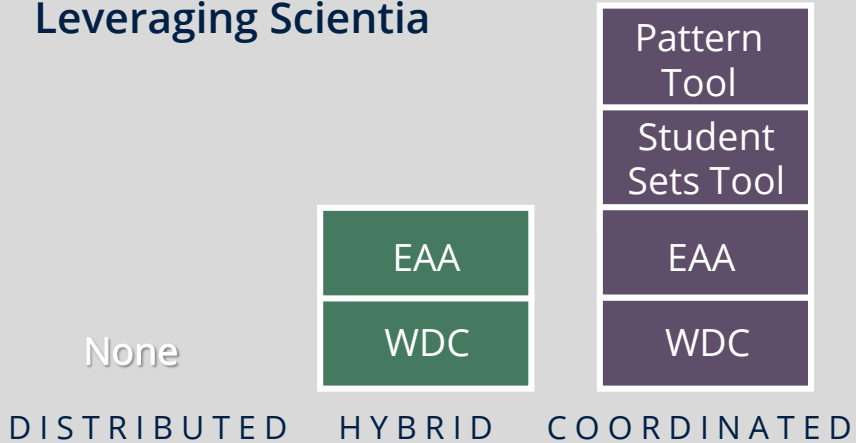 Leveraging Scientia
Pattern
Tool
Student
Sets Tool
EAA
EAA
None
WDC
WDC
DISTRIBUTED
HYBRID
COORDINATED